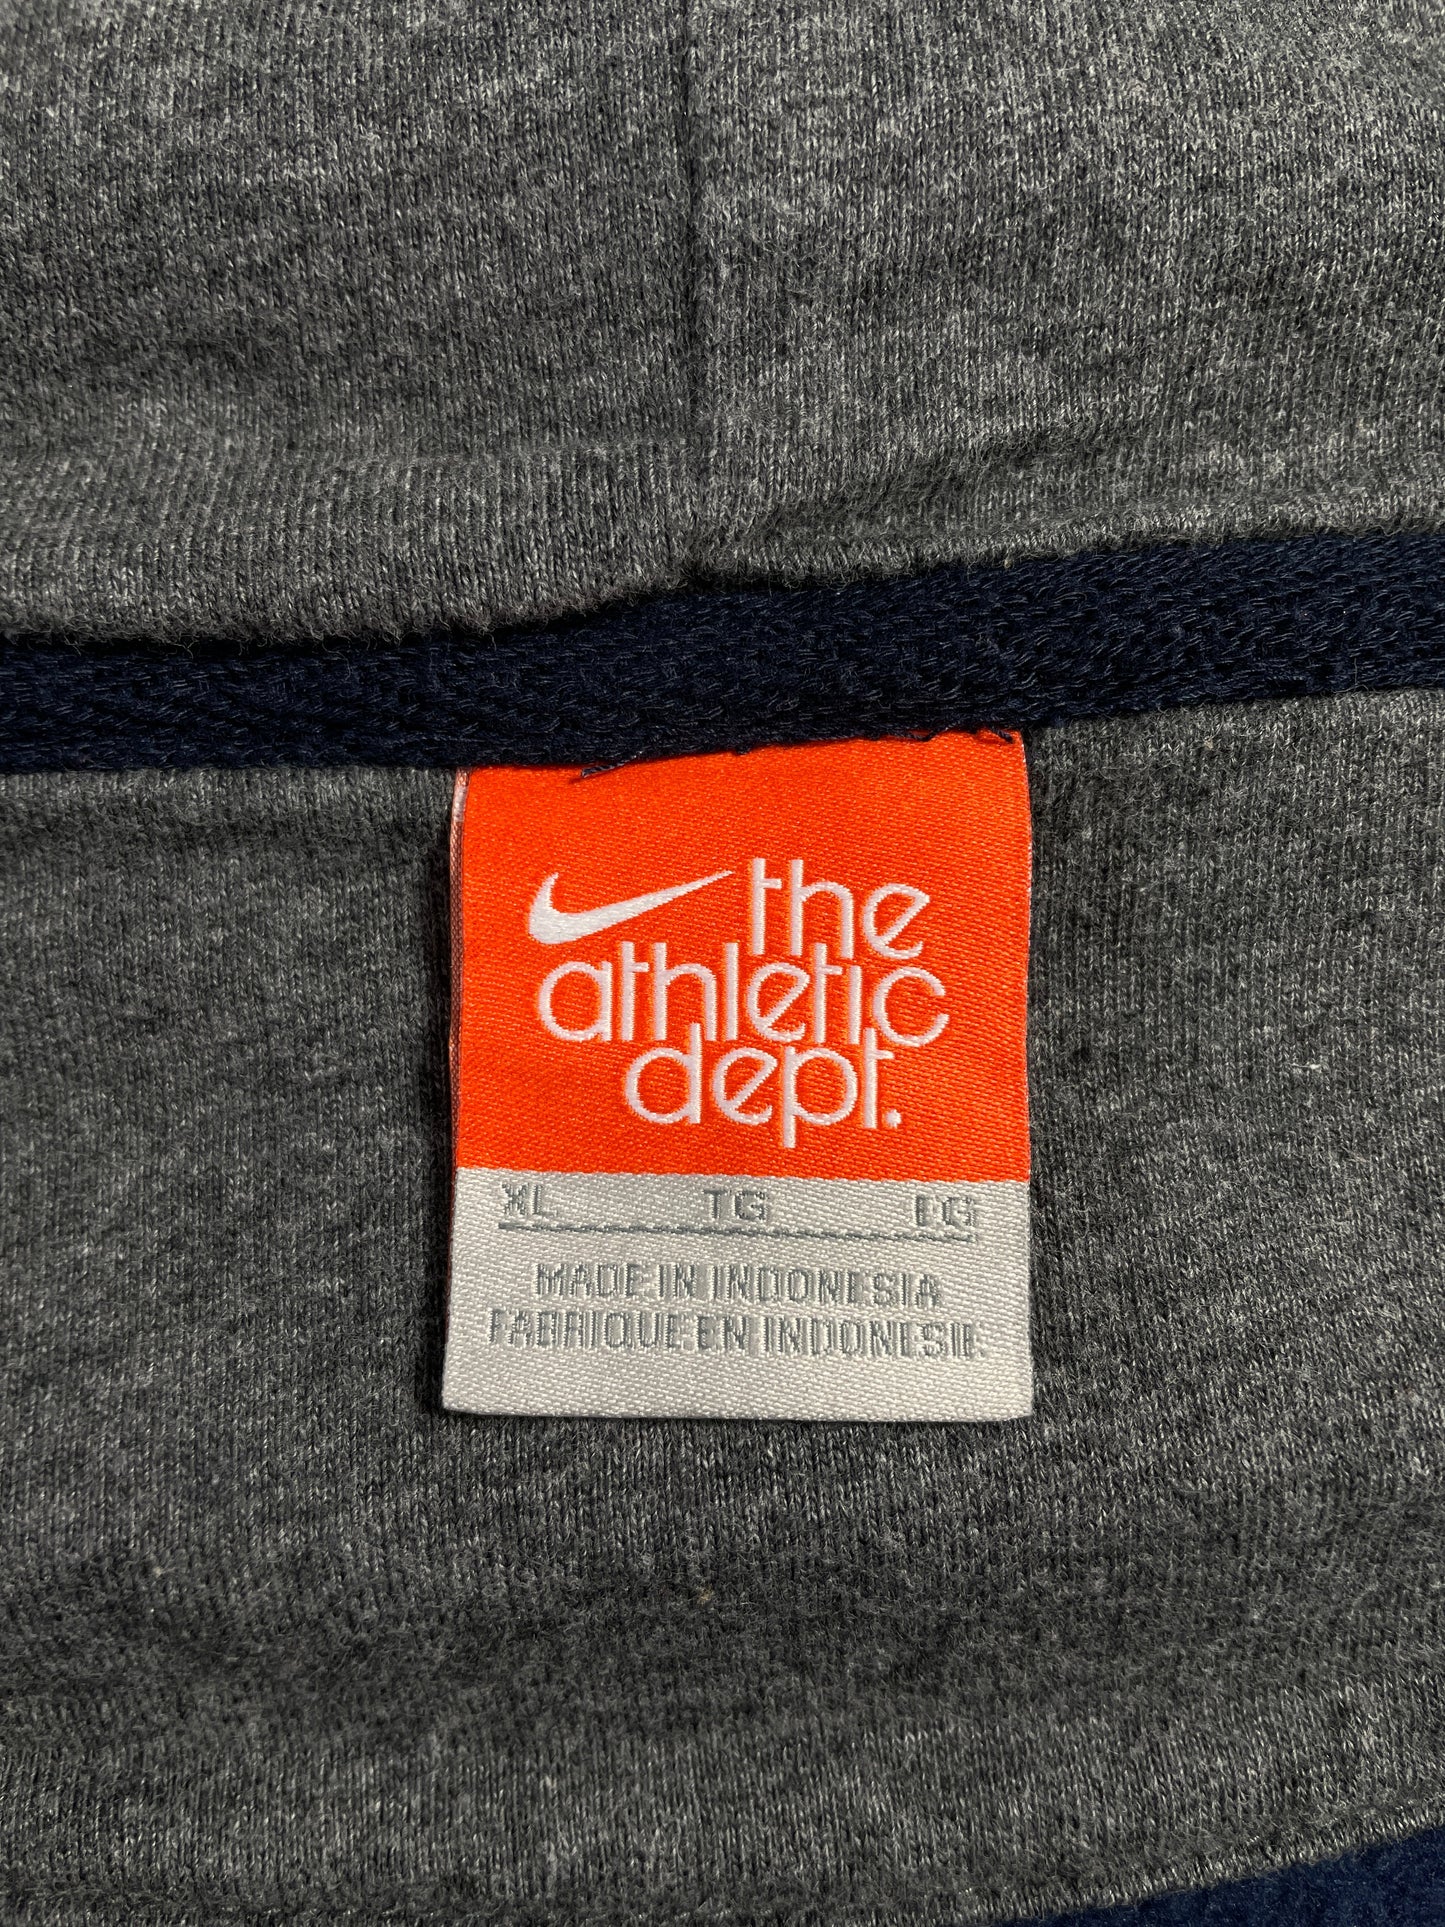 the
athletic
dept.
XL TG EG
MADE IN INDONESIA
FABRIQUE EN INDONESIE